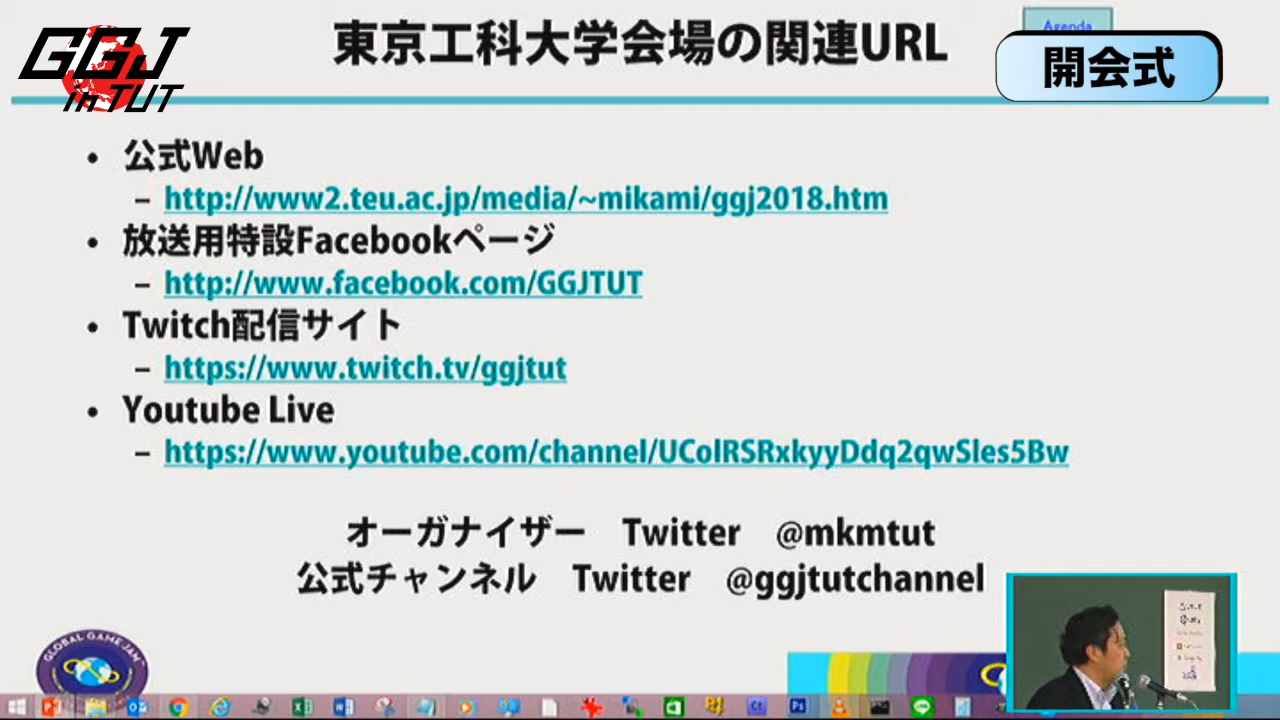 GGJ
in TUT
東京工科大学会場の関連URL
Agenda
開会式
• 公式Web
– http://www2.teu.ac.jp/media/~mikami/ggj2018.htm
• 放送用特設Facebookページ
– http://www.facebook.com/GGJTUT
• Twitch配信サイト
– https://www.twitch.tv/ggjtut
• Youtube Live
– https://www.youtube.com/channel/UColRSRxkyyDdq2qwSles5Bw
オーガナイザー　Twitter　@mkmtut
公式チャンネル　Twitter　@ggjtutchannel
GLOBAL GAME JAM